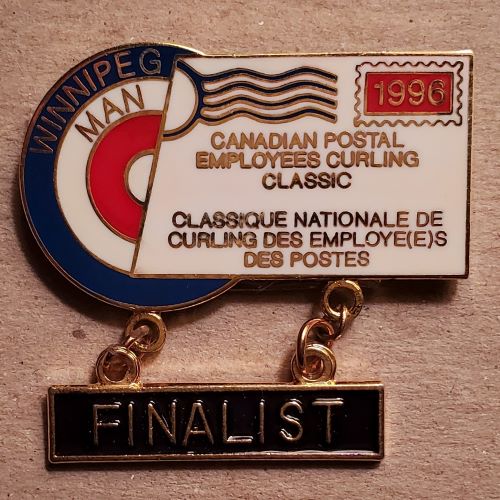 WINNIPEG
MAN
1996
CANADIAN POSTAL
EMPLOYEES CURLING
CLASSIC
CLASSIQUE NATIONALE DE
CURLING DES EMPLOYE(E)S
DES POSTES
FINALIST